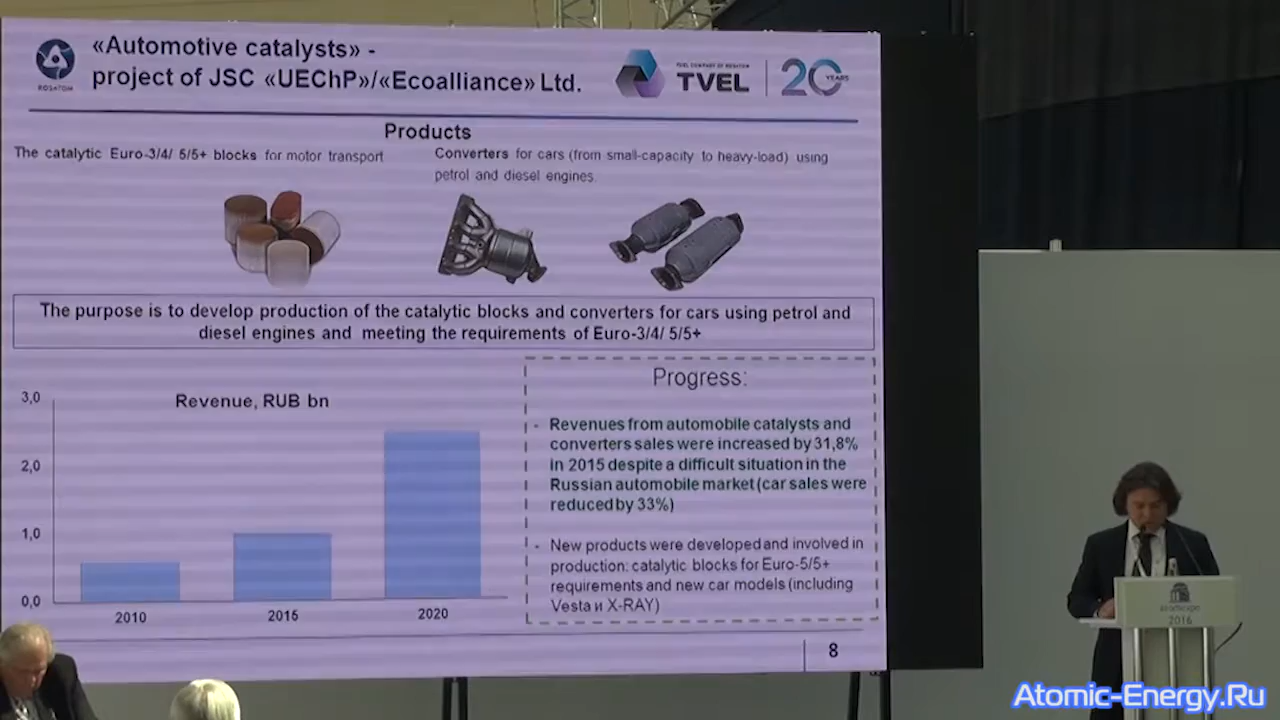 «Automotive catalysts» -
project of JSC «UEChP»/«Ecoalliance» Ltd.
ROSATOM
TVEL COMPANY OF ROSATOM
TVEL
20 YEARS
Products
The catalytic Euro-3/4/ 5/5+ blocks for motor transport
Converters for cars (from small-capacity to heavy-load) using
petrol and diesel engines.
The purpose is to develop production of the catalytic blocks and converters for cars using petrol and
diesel engines and meeting the requirements of Euro-3/4/ 5/5+
Revenue, RUB bn
3,0
2,0
1,0
0,0
2010
2015
2020
Progress:
- Revenues from automobile catalysts and
converters sales were increased by 31,8%
in 2015 despite a difficult situation in the
Russian automobile market (car sales were
reduced by 33%)
- New products were developed and involved in
production: catalytic blocks for Euro-5/5+
requirements and new car models (including
Vesta и X-RAY)
8
2016
Atomic-Energy.Ru